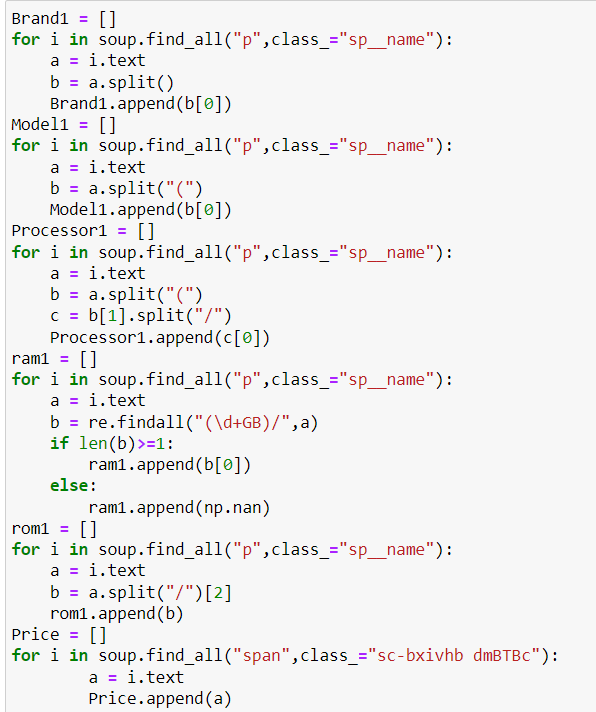 Brand1 = []
for i in soup.find_all("p",class_="sp__name"):
    a = i.text
    b = a.split()
    Brand1.append(b[0])
Model1 = []
for i in soup.find_all("p",class_="sp__name"):
    a = i.text
    b = a.split("(")
    Model1.append(b[0])
Processor1 = []
for i in soup.find_all("p",class_="sp__name"):
    a = i.text
    b = a.split("(")
    c = b[1].split("/")
    Processor1.append(c[0])
ram1 = []
for i in soup.find_all("p",class_="sp__name"):
    a = i.text
    b = re.findall("(\d+GB)/",a)
    if len(b)>=1:
        ram1.append(b[0])
    else:
        ram1.append(np.nan)
rom1 = []
for i in soup.find_all("p",class_="sp__name"):
    a = i.text
    b = a.split("/")[2]
    rom1.append(b)
Price = []
for i in soup.find_all("span",class_="sc-bxivhb dmBTBc"):
        a = i.text
        Price.append(a)